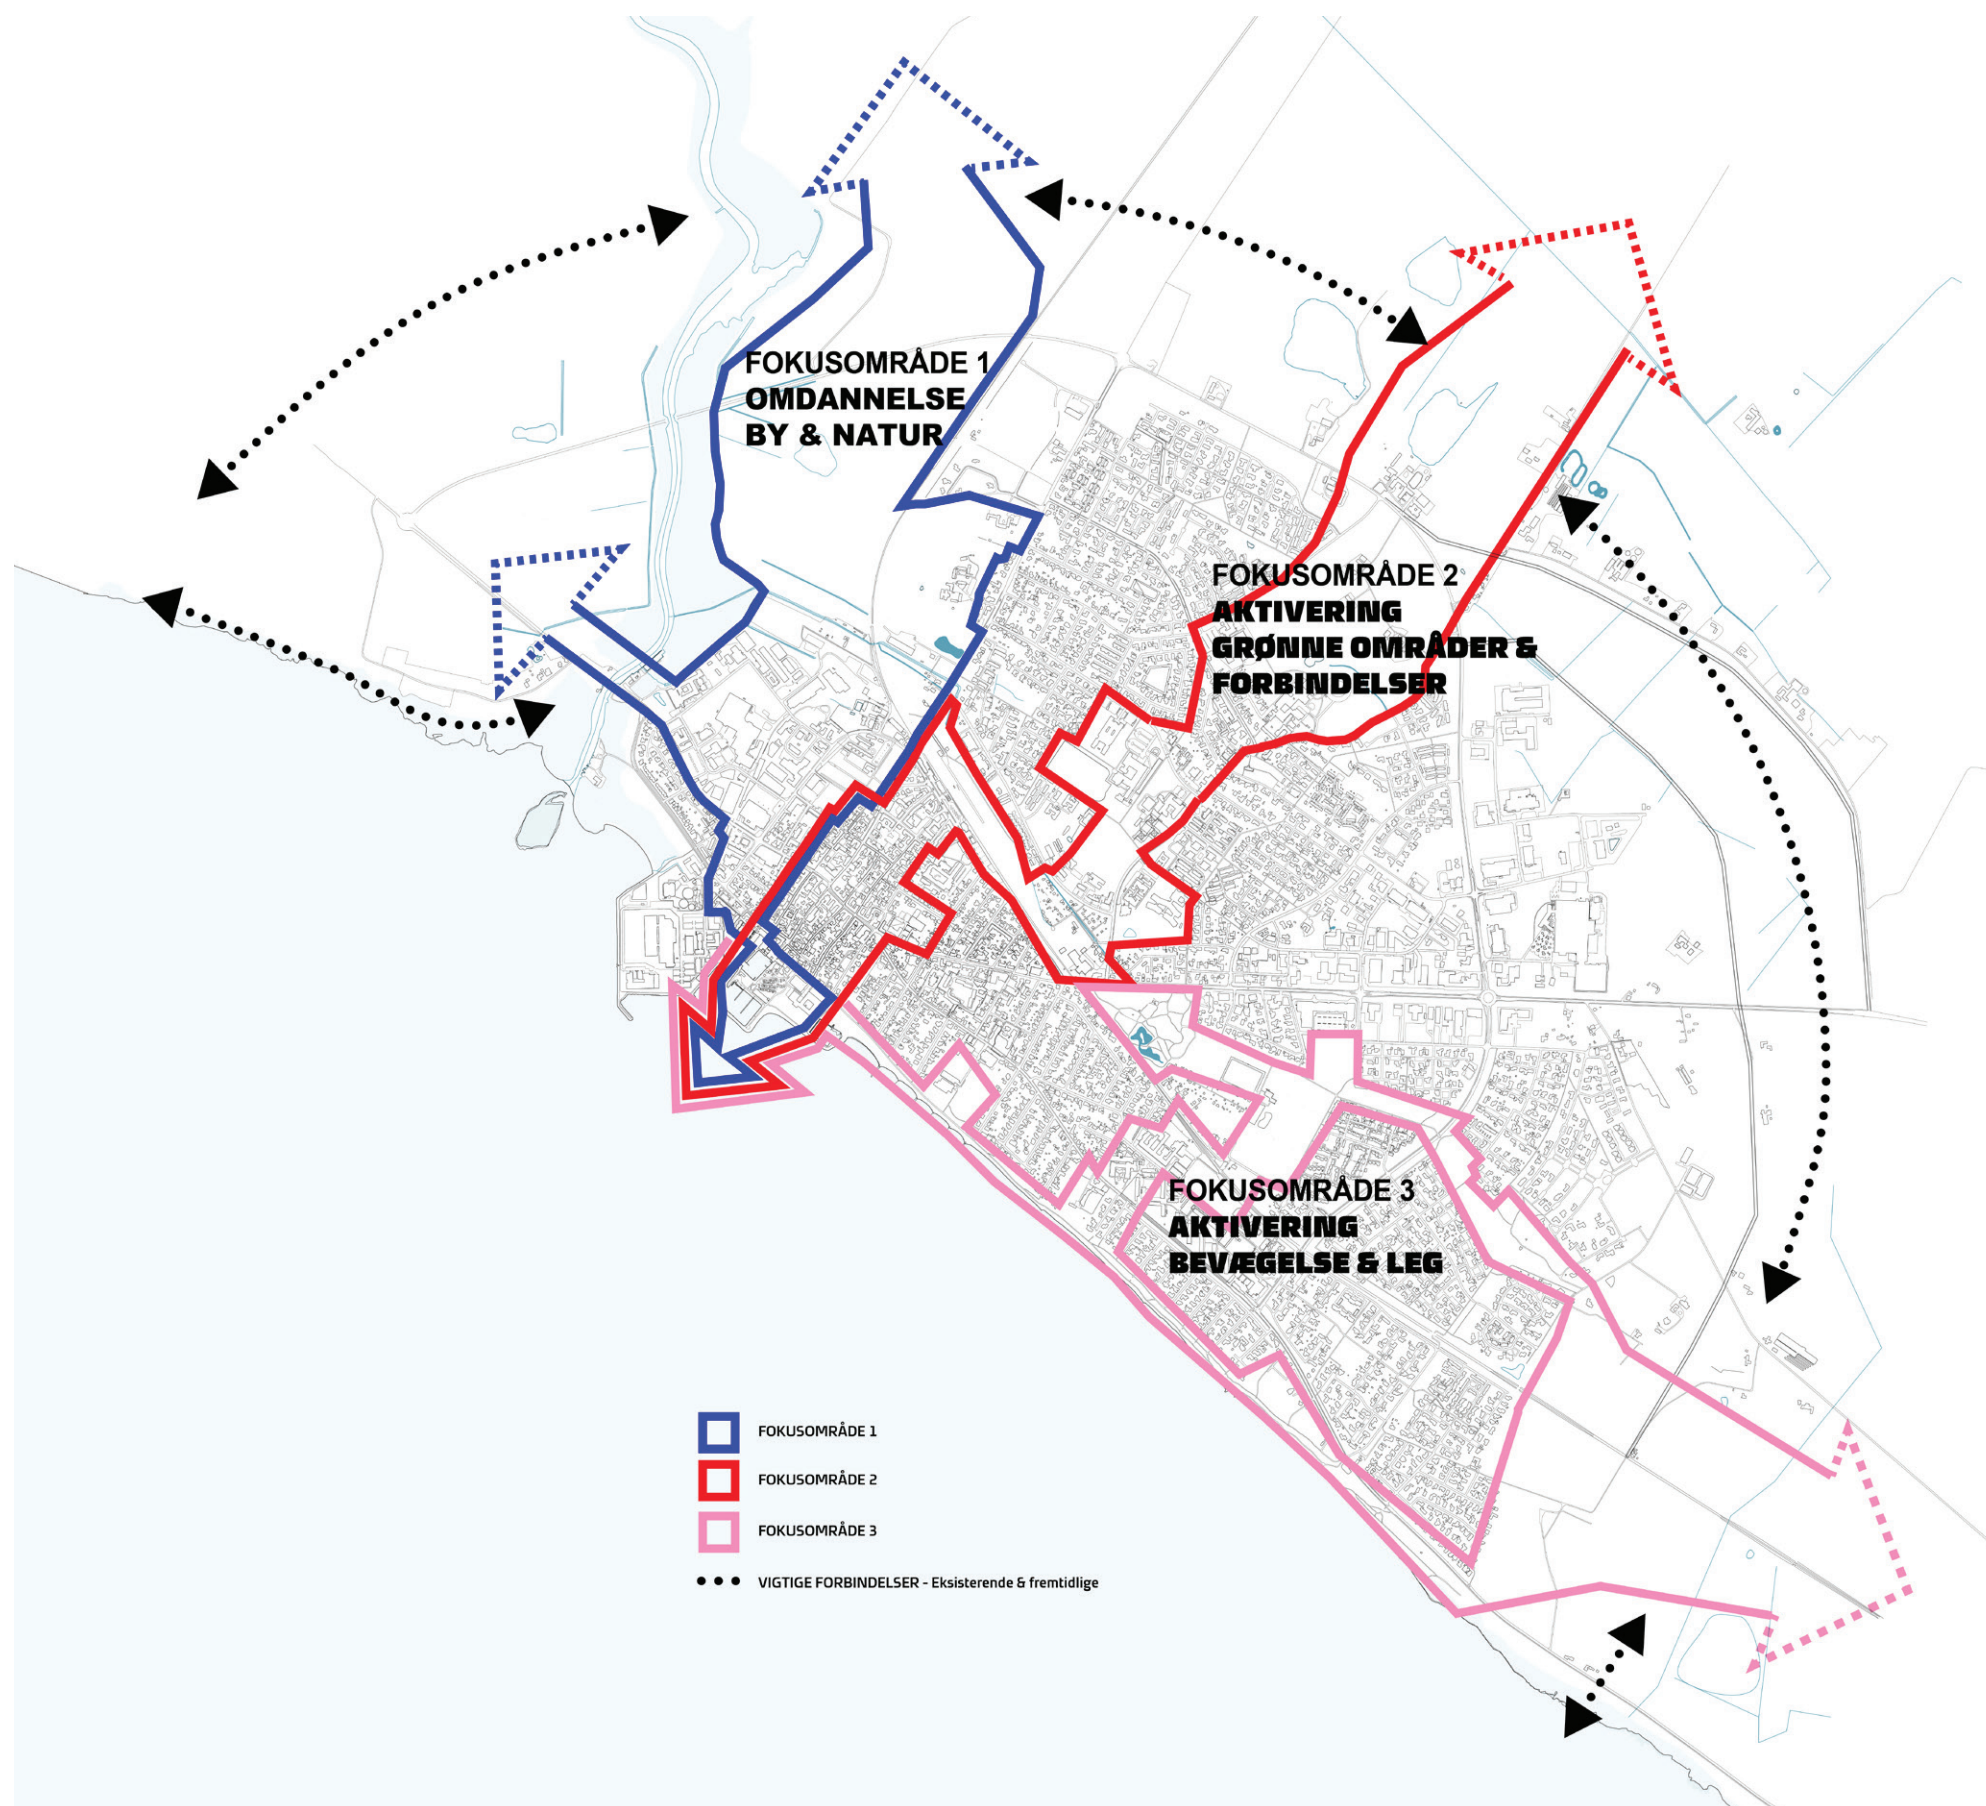 FOKUSOMRÅDE 1
OMDANNELSE
BY & NATUR
FOKUSOMRÅDE 2
AKTIVERING
GRØNNE OMRÅDER &
FORBINDELSER
FOKUSOMRÅDE 3
AKTIVERING
BEVÆGELSE & LEG
FOKUSOMRÅDE 1
FOKUSOMRÅDE 2
FOKUSOMRÅDE 3
VIGTIGE FORBINDELSER - Eksisterende & fremtidlige